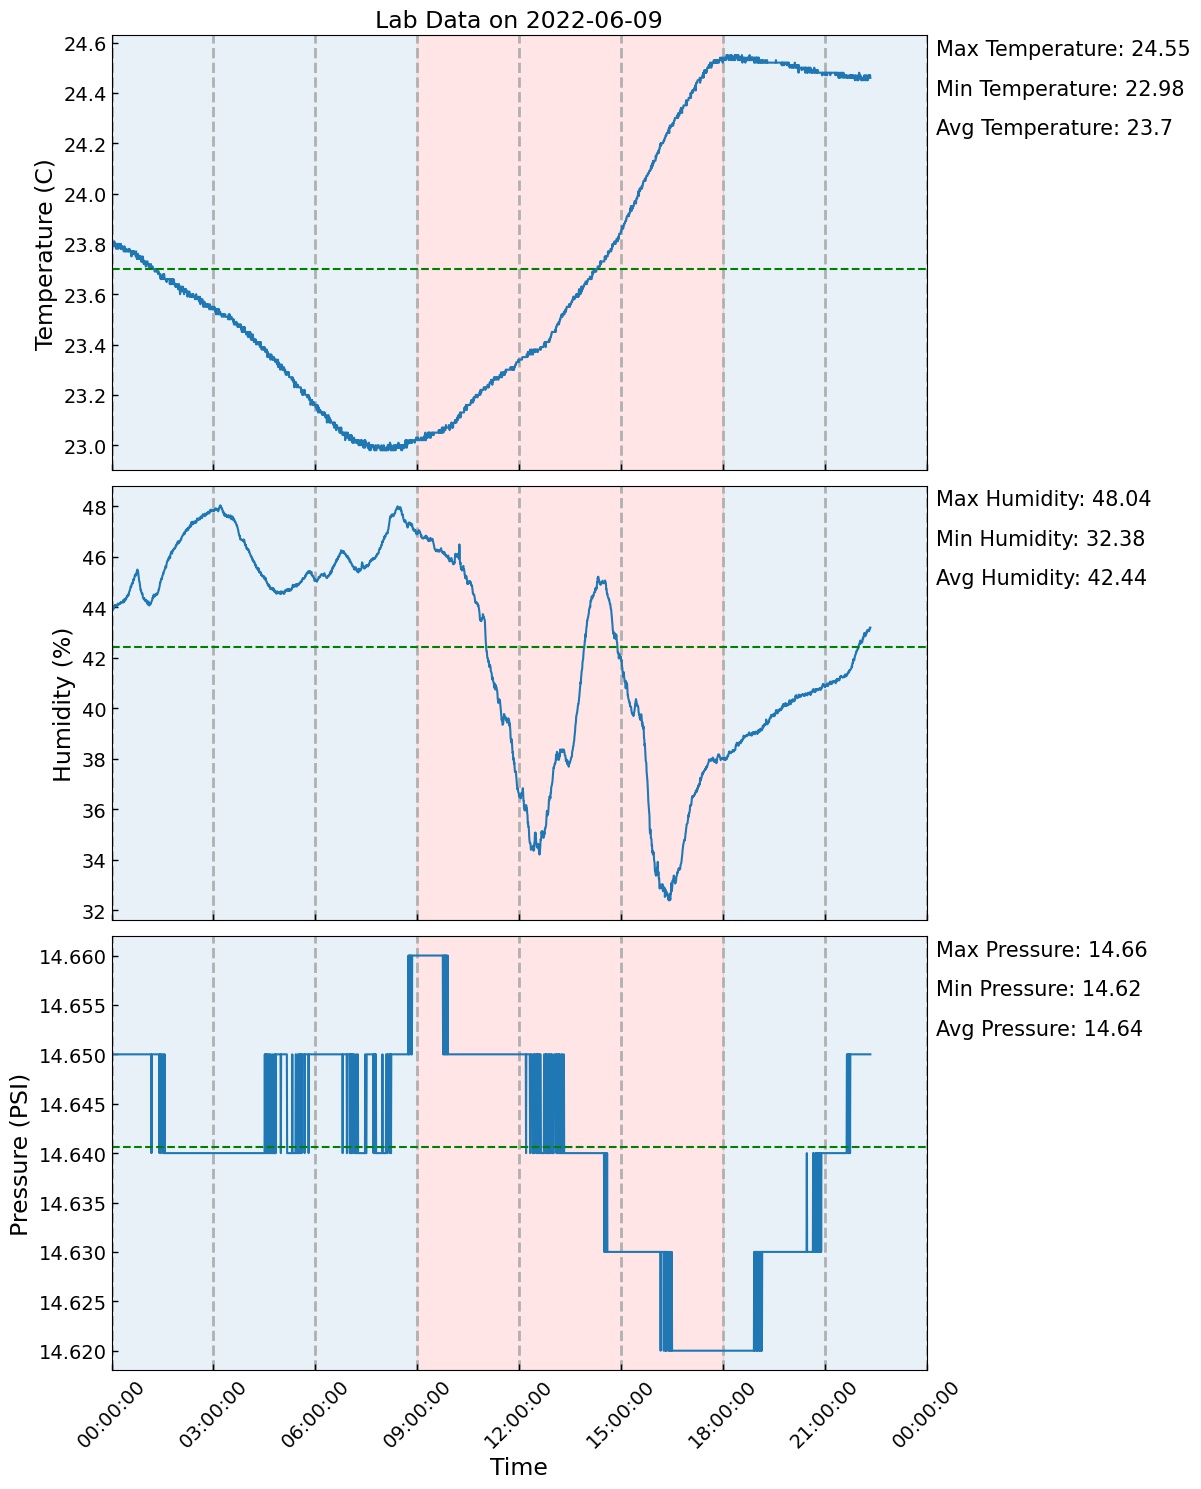 Lab Data on 2022-06-09
24.6
24.4
24.2
24.0
23.8
23.6
23.4
23.2
23.0
Temperature (C)
Max Temperature: 24.55
Min Temperature: 22.98
Avg Temperature: 23.7
48
46
44
42
40
38
36
34
32
Humidity (%)
Max Humidity: 48.04
Min Humidity: 32.38
Avg Humidity: 42.44
14.660
14.655
14.650
14.645
14.640
14.635
14.630
14.625
14.620
Pressure (PSI)
Max Pressure: 14.66
Min Pressure: 14.62
Avg Pressure: 14.64
00:00:00
03:00:00
06:00:00
09:00:00
12:00:00
15:00:00
18:00:00
21:00:00
00:00:00
Time